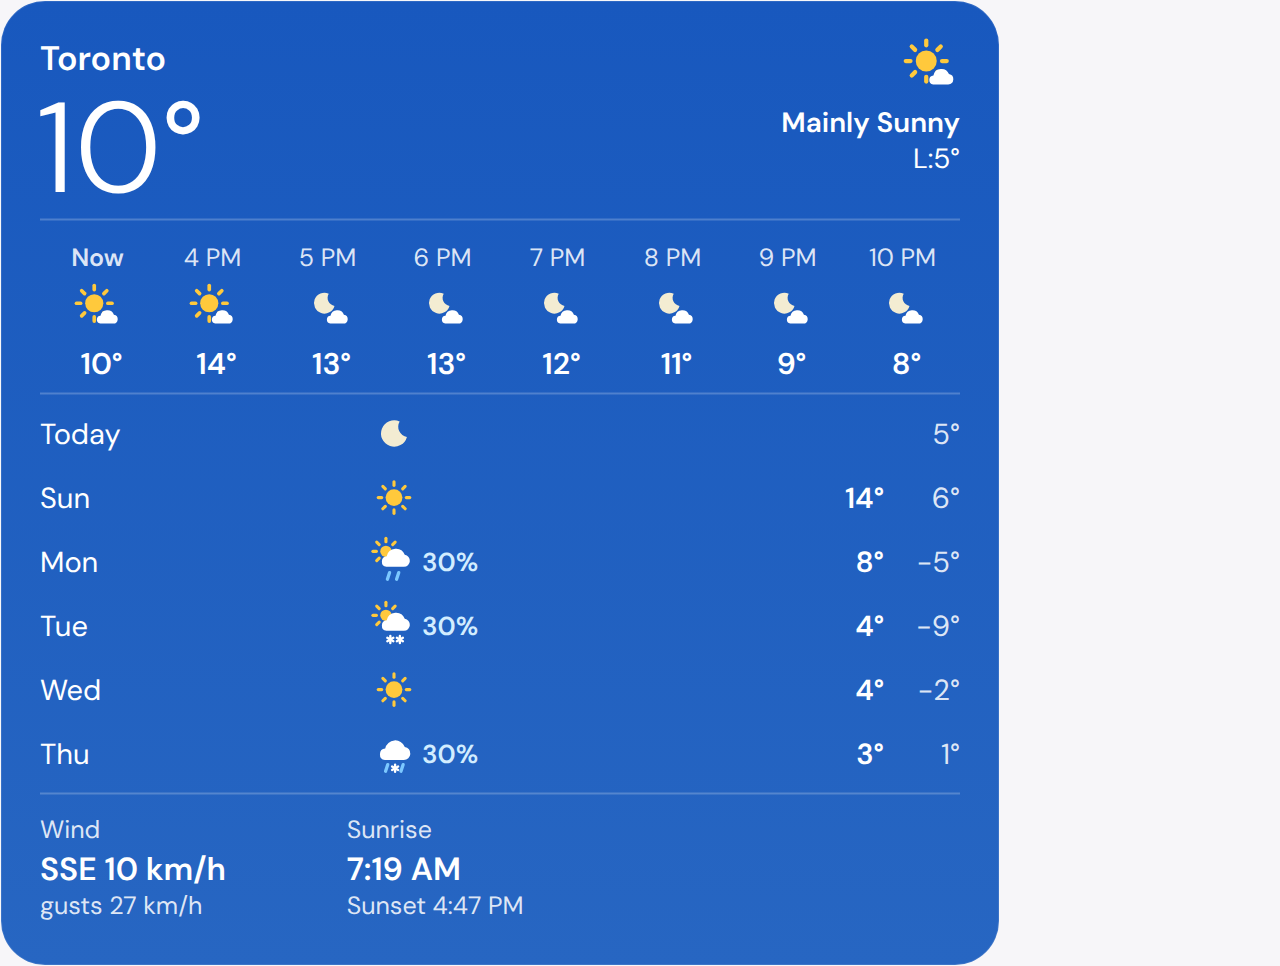 Toronto
10°
Mainly Sunny
L:5°
Now 4 PM 5 PM 6 PM 7 PM 8 PM 9 PM 10 PM
10° 14° 13° 13° 12° 11° 9° 8°
Today 5°
Sun 14° 6°
Mon 30% 8° −5°
Tue 30% 4° −9°
Wed 4° −2°
Thu 30% 3° 1°
Wind Sunrise
SSE 10 km/h 7:19 AM
gusts 27 km/h Sunset 4:47 PM